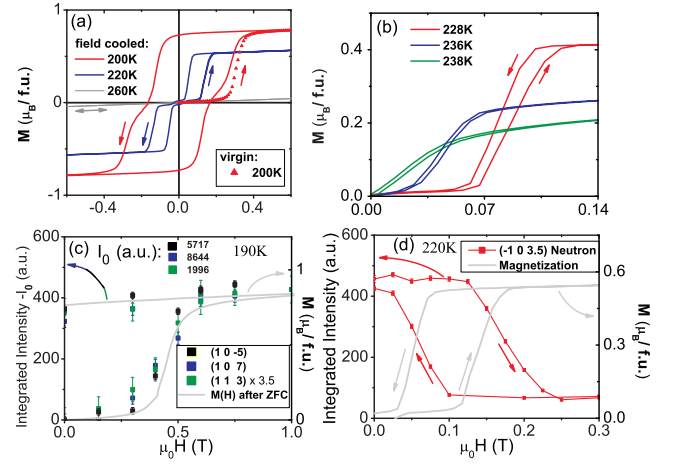 (a)
field cooled:
200K
220K
260K
virgin:
200K
M (μB/ f.u.)
1
0
-1
-0.6 -0.4 -0.2 0.0 0.2 0.4 0.6
(b)
228K
236K
238K
M (μB/ f.u.)
0.4
0.2
0.0
0.00 0.07 0.14
(c) I0 (a.u.): 190K
5717
8644
1996
(1 0 -5)
(1 0 7)
(1 1 3) x 3.5
M(H) after ZFC
Integrated Intensity -I0 (a.u.)
600
400
200
0
M (μB/ f.u.)
1
0
0.0 0.5 1.0
μ0H (T)
(d) 220K
(-1 0 3.5) Neutron
Magnetization
Integrated Intensity (a.u.)
600
400
200
0
M (μB/ f.u.)
0.6
0.3
0.0
0.0 0.1 0.2 0.3
μ0H (T)